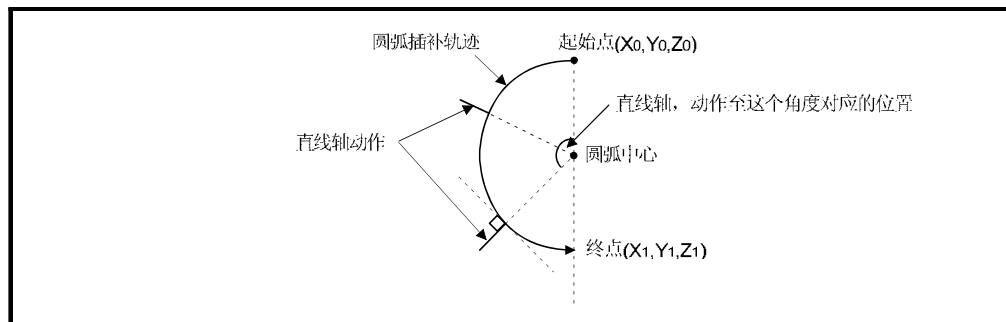 圆弧插补轨迹
起始点(X0,Y0,Z0)
直线轴，动作至这个角度对应的位置
直线轴动作
圆弧中心
终点(X1,Y1,Z1)